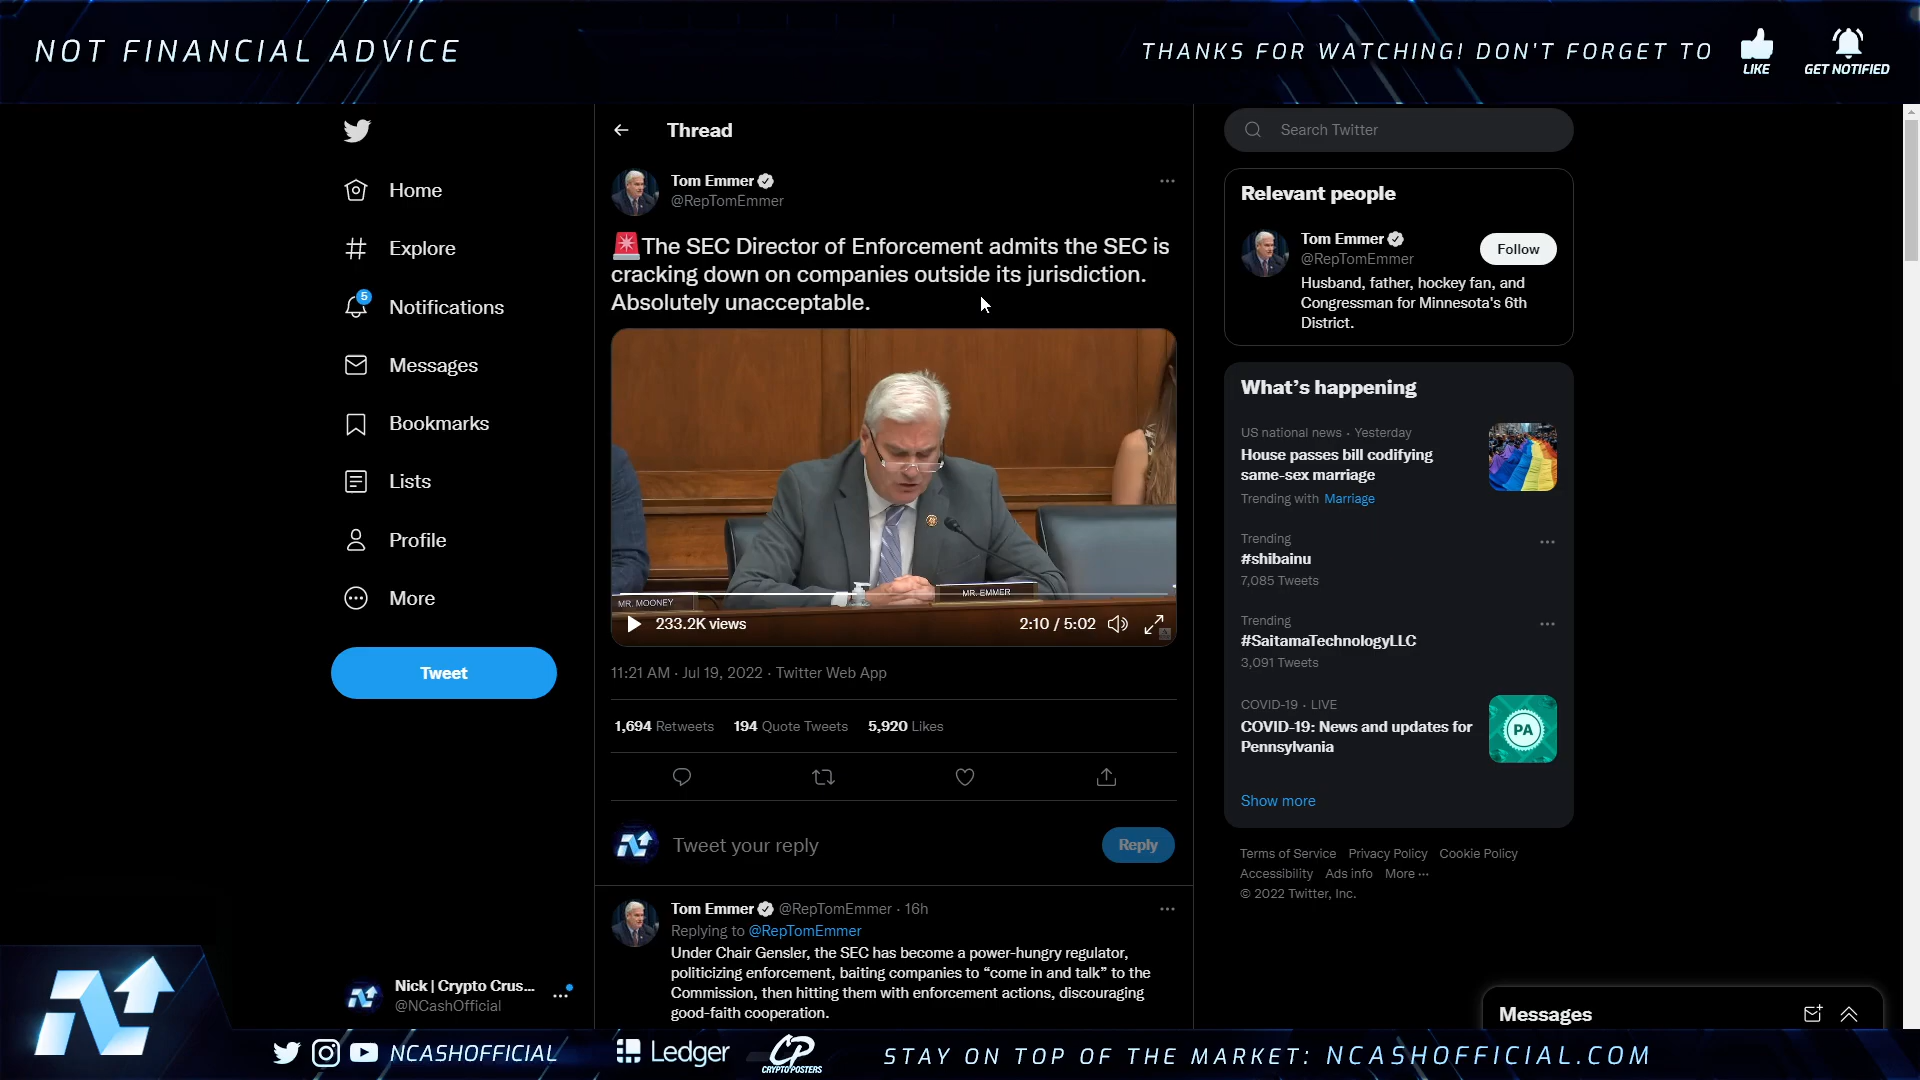 NOT FINANCIAL ADVICE
THANKS FOR WATCHING! DON'T FORGET TO
LIKE
GET NOTIFIED
Home
Explore
5
Notifications
Messages
Bookmarks
Lists
Profile
More
Tweet
Nick | Crypto Crus...
@NCashOfficial
Thread
Tom Emmer
@RepTomEmmer
The SEC Director of Enforcement admits the SEC is
cracking down on companies outside its jurisdiction.
Absolutely unacceptable.
MR. MOONEY
MR. EMMER
233.2K views
2:10 / 5:02
11:21 AM · Jul 19, 2022 · Twitter Web App
1,694 Retweets 194 Quote Tweets 5,920 Likes
Tweet your reply
Reply
Tom Emmer @RepTomEmmer · 16h
Replying to @RepTomEmmer
Under Chair Gensler, the SEC has become a power-hungry regulator,
politicizing enforcement, baiting companies to “come in and talk” to the
Commission, then hitting them with enforcement actions, discouraging
good-faith cooperation.
Search Twitter
Relevant people
Tom Emmer
@RepTomEmmer
Follow
Husband, father, hockey fan, and
Congressman for Minnesota's 6th
District.
What's happening
US national news · Yesterday
House passes bill codifying
same-sex marriage
Trending with Marriage
Trending
#shibainu
7,085 Tweets
Trending
#SaitamaTechnologyLLC
3,091 Tweets
COVID-19 · LIVE
COVID-19: News and updates for
Pennsylvania
PA
Show more
Terms of Service Privacy Policy Cookie Policy
Accessibility Ads info More ···
© 2022 Twitter, Inc.
Messages
NCASHOFFICIAL
Ledger
CP
CRYPTOPOSTERS
STAY ON TOP OF THE MARKET: NCASHOFFICIAL.COM